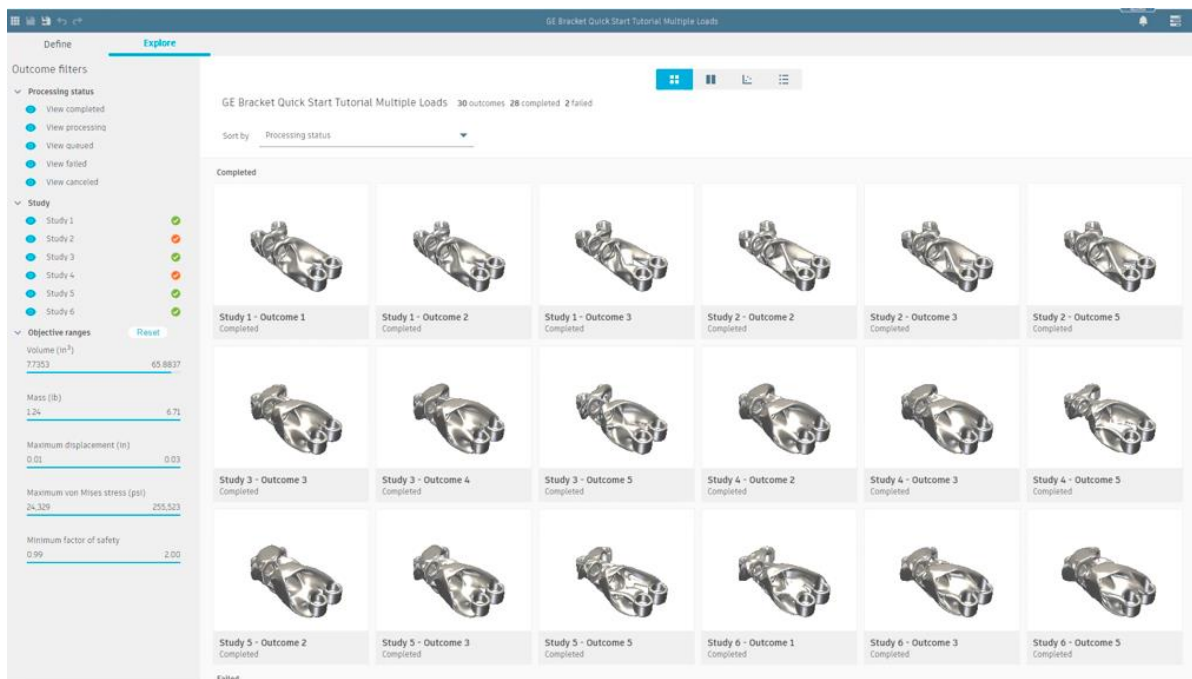 GE Bracket Quick Start Tutorial Multiple Loads
Define
Explore
Outcome filters
Processing status
View completed
View processing
View queued
View failed
View canceled
Study
Study 1
Study 2
Study 3
Study 4
Study 5
Study 6
Objective ranges
Reset
Volume (in³)
7.7353 65.8837
Mass (lb)
1.24 6.71
Maximum displacement (in)
0.01 0.03
Maximum von Mises stress (psi)
24,329 255,523
Minimum factor of safety
0.99 2.00
GE Bracket Quick Start Tutorial Multiple Loads 30 outcomes 28 completed 2 failed
Sort by Processing status
Completed
Study 1 - Outcome 1
Completed
Study 1 - Outcome 2
Completed
Study 1 - Outcome 3
Completed
Study 2 - Outcome 2
Completed
Study 2 - Outcome 3
Completed
Study 2 - Outcome 5
Completed
Study 3 - Outcome 3
Completed
Study 3 - Outcome 4
Completed
Study 3 - Outcome 5
Completed
Study 4 - Outcome 2
Completed
Study 4 - Outcome 3
Completed
Study 4 - Outcome 5
Completed
Study 5 - Outcome 2
Completed
Study 5 - Outcome 3
Completed
Study 5 - Outcome 5
Completed
Study 6 - Outcome 1
Completed
Study 6 - Outcome 3
Completed
Study 6 - Outcome 5
Completed
Failed